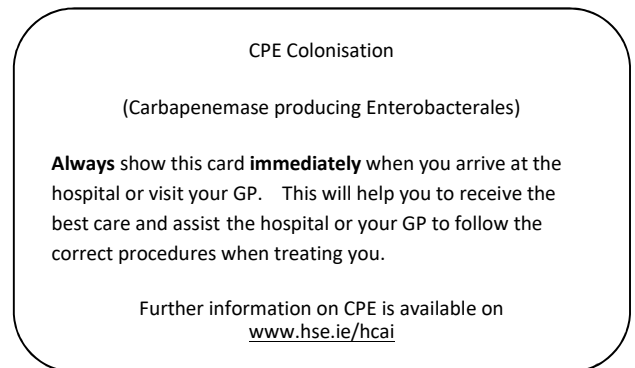 CPE Colonisation
(Carbapenemase producing Enterobacterales)
Always show this card immediately when you arrive at the
hospital or visit your GP.    This will help you to receive the
best care and assist the hospital or your GP to follow the
correct procedures when treating you.
Further information on CPE is available on
www.hse.ie/hcai